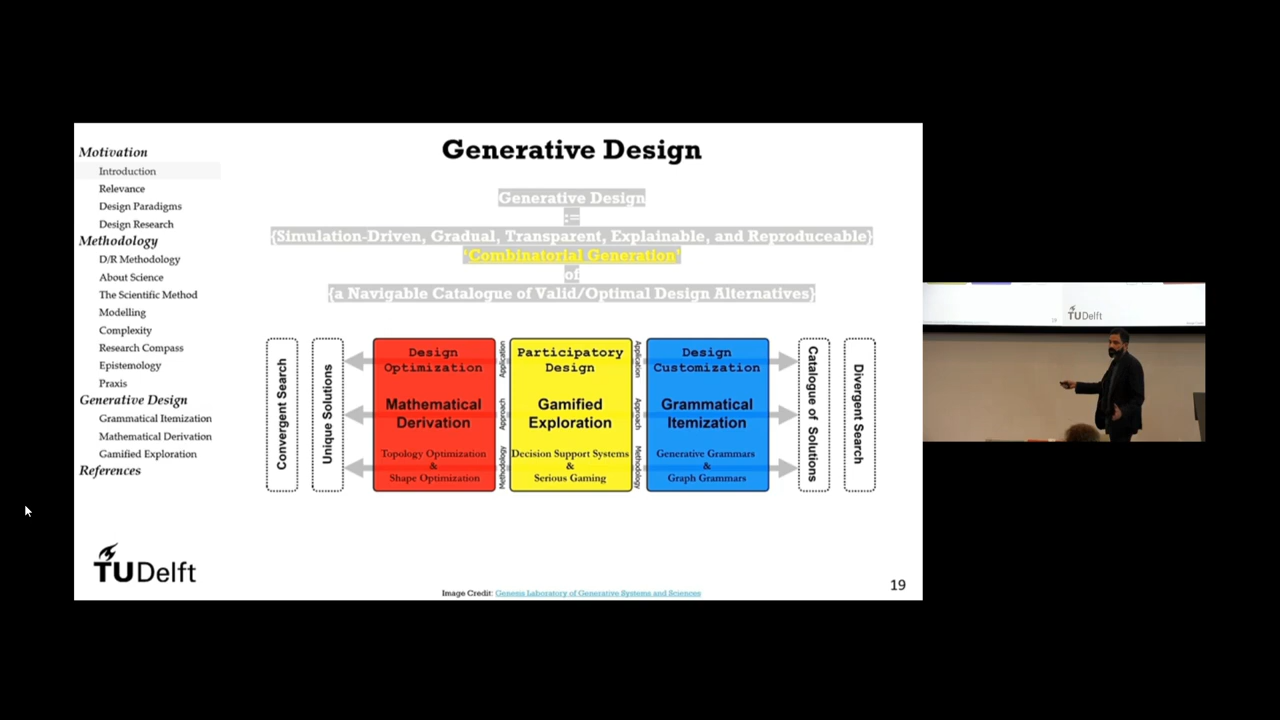 Motivation
Introduction
Relevance
Design Paradigms
Design Research
Methodology
D/R Methodology
About Science
The Scientific Method
Modelling
Complexity
Research Compass
Epistemology
Praxis
Generative Design
Grammatical Itemization
Mathematical Derivation
Gamified Exploration
References
TUDelft
Generative Design
Generative Design
:=
{Simulation-Driven, Gradual, Transparent, Explainable, and Reproduceable}
'Combinatorial Generation'
of
{a Navigable Catalogue of Valid/Optimal Design Alternatives}
Convergent Search
Unique Solutions
Design
Optimization
Mathematical
Derivation
Topology Optimization
&
Shape Optimization
Application
Approach
Methodology
Participatory
Design
Gamified
Exploration
Decision Support Systems
&
Serious Gaming
Application
Approach
Methodology
Design
Customization
Grammatical
Itemization
Generative Grammars
&
Graph Grammars
Catalogue of Solutions
Divergent Search
Image Credit: Genesis Laboratory of Generative Systems and Sciences
19
19
TUDelft